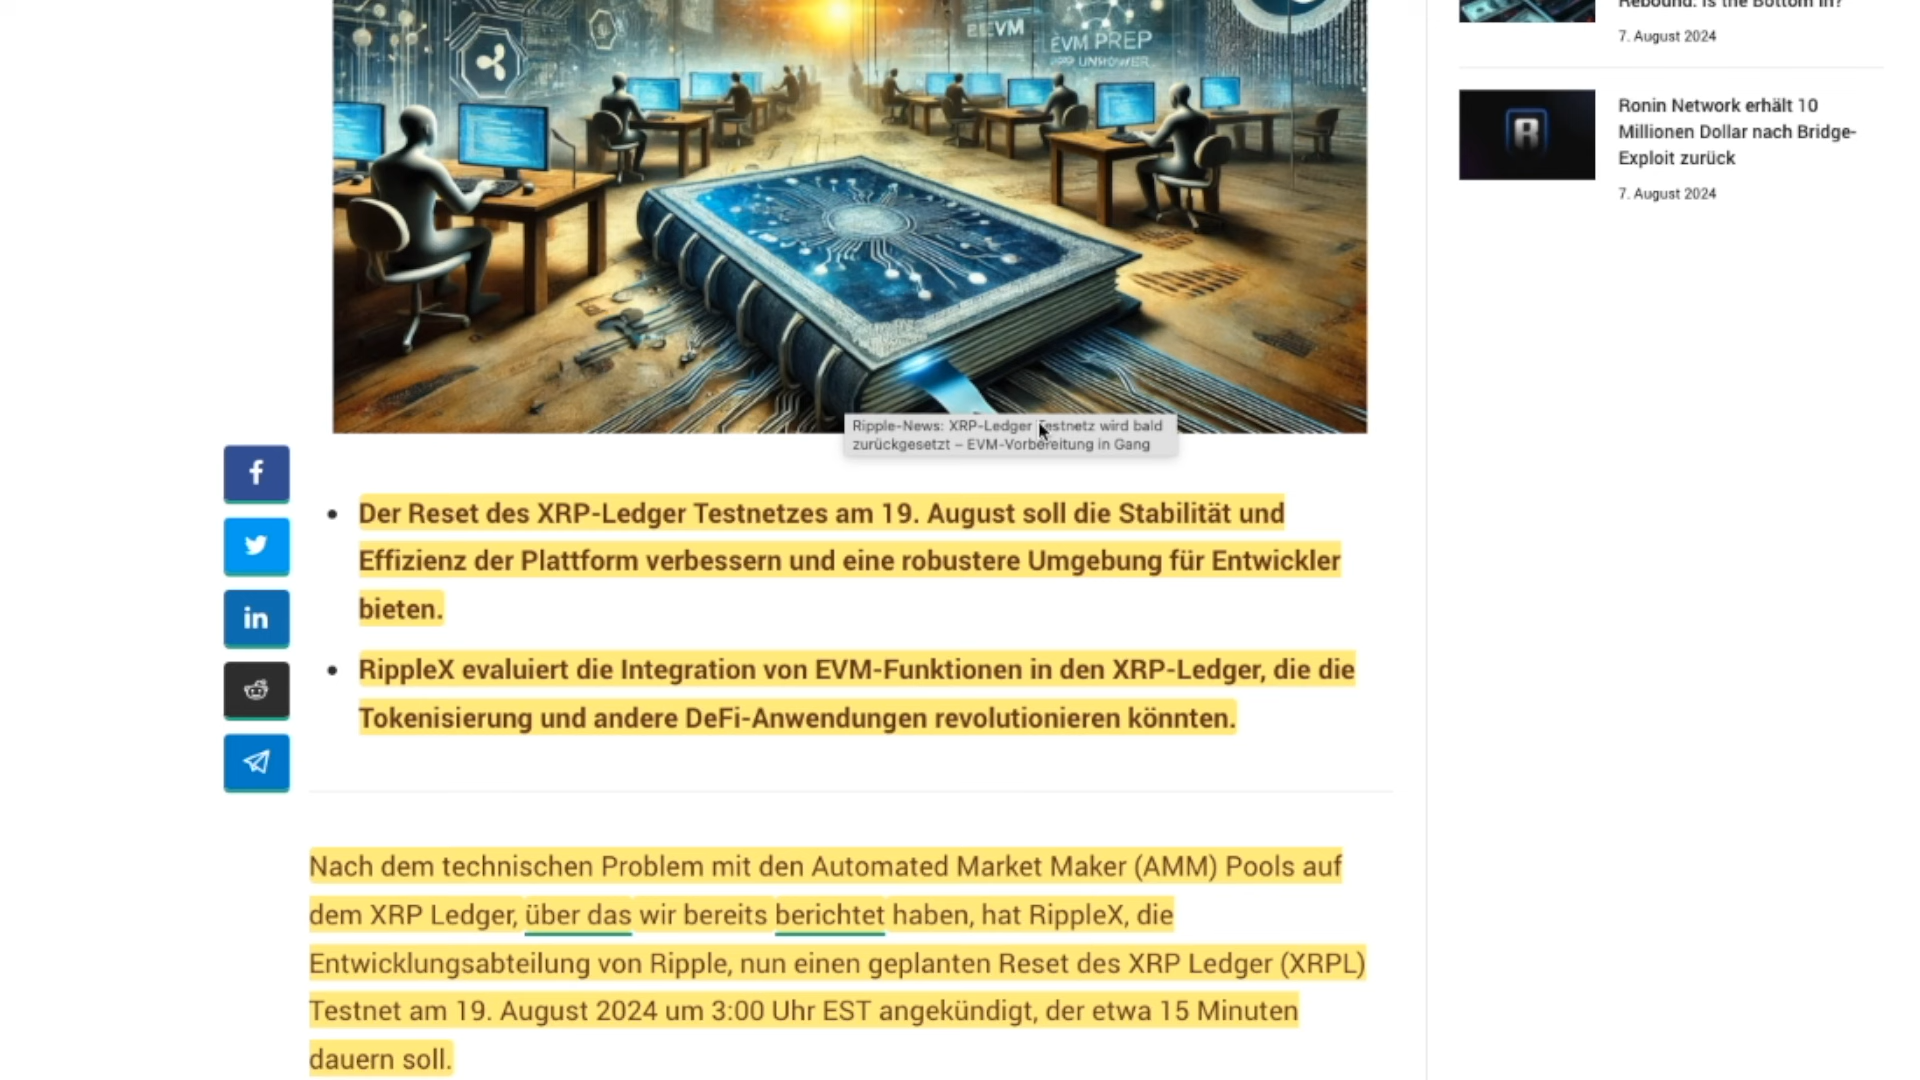 EVM
EVM PREP
Rebound: Is the Bottom In?
7. August 2024
Ronin Network erhält 10
Millionen Dollar nach Bridge-
Exploit zurück
7. August 2024
Ripple-News: XRP-Ledger Testnetz wird bald
zurückgesetzt – EVM-Vorbereitung in Gang
• Der Reset des XRP-Ledger Testnetzes am 19. August soll die Stabilität und
Effizienz der Plattform verbessern und eine robustere Umgebung für Entwickler
bieten.
• RippleX evaluiert die Integration von EVM-Funktionen in den XRP-Ledger, die die
Tokenisierung und andere DeFi-Anwendungen revolutionieren könnten.
Nach dem technischen Problem mit den Automated Market Maker (AMM) Pools auf
dem XRP Ledger, über das wir bereits berichtet haben, hat RippleX, die
Entwicklungsabteilung von Ripple, nun einen geplanten Reset des XRP Ledger (XRPL)
Testnet am 19. August 2024 um 3:00 Uhr EST angekündigt, der etwa 15 Minuten
dauern soll.